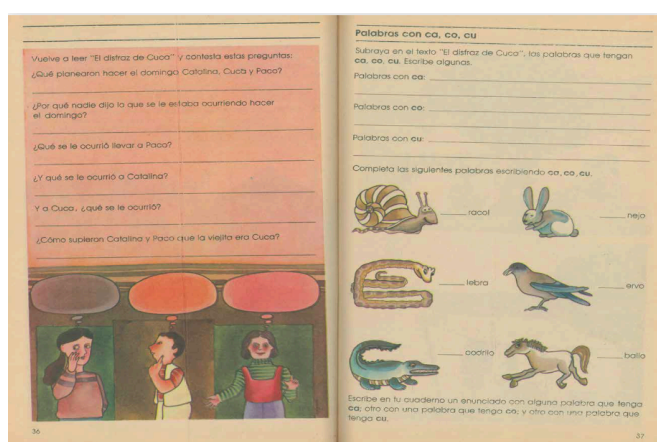 Vuelve a leer "El disfraz de Cuca" y contesta estas preguntas:
¿Qué planearon hacer el domingo Catalina, Cuca y Paco?
¿Por qué nadie dijo lo que se le estaba ocurriendo hacer
el domingo?
¿Qué se le ocurrió llevar a Paco?
¿Y qué se le ocurrió a Catalina?
Y a Cuca, ¿qué se le ocurrió?
¿Cómo supieron Catalina y Paco que la viejita era Cuca?
36
Palabras con ca, co, cu
Subraya en el texto "El disfraz de Cuca", las palabras que tengan
ca, co, cu. Escribe algunas.
Palabras con ca:
Palabras con co:
Palabras con cu:
Completa las siguientes palabras escribiendo ca, co, cu.
racol
nejo
lebra
ervo
codrilo
ballo
Escribe en tu cuaderno un enunciado con alguna palabra que tenga
ca; otro con una palabra que tenga co; y otro con una palabra que
tenga cu.
37